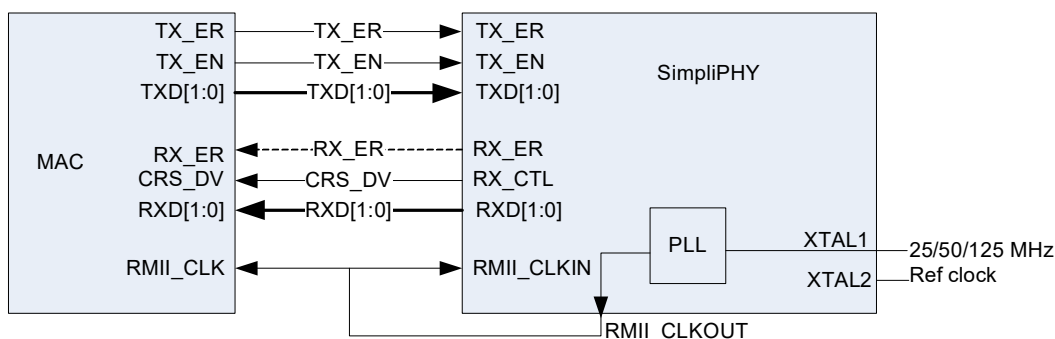 TX_ER TX_ER TX_ER
TX_EN TX_EN TX_EN
SimpliPHY
TXD[1:0] TXD[1:0] TXD[1:0]
MAC
RX_ER RX_ER RX_ER
CRS_DV CRS_DV RX_CTL
RXD[1:0] RXD[1:0] RXD[1:0]
PLL
XTAL1
25/50/125 MHz
RMII_CLK RMII_CLKIN
XTAL2
Ref clock
RMII_CLKOUT